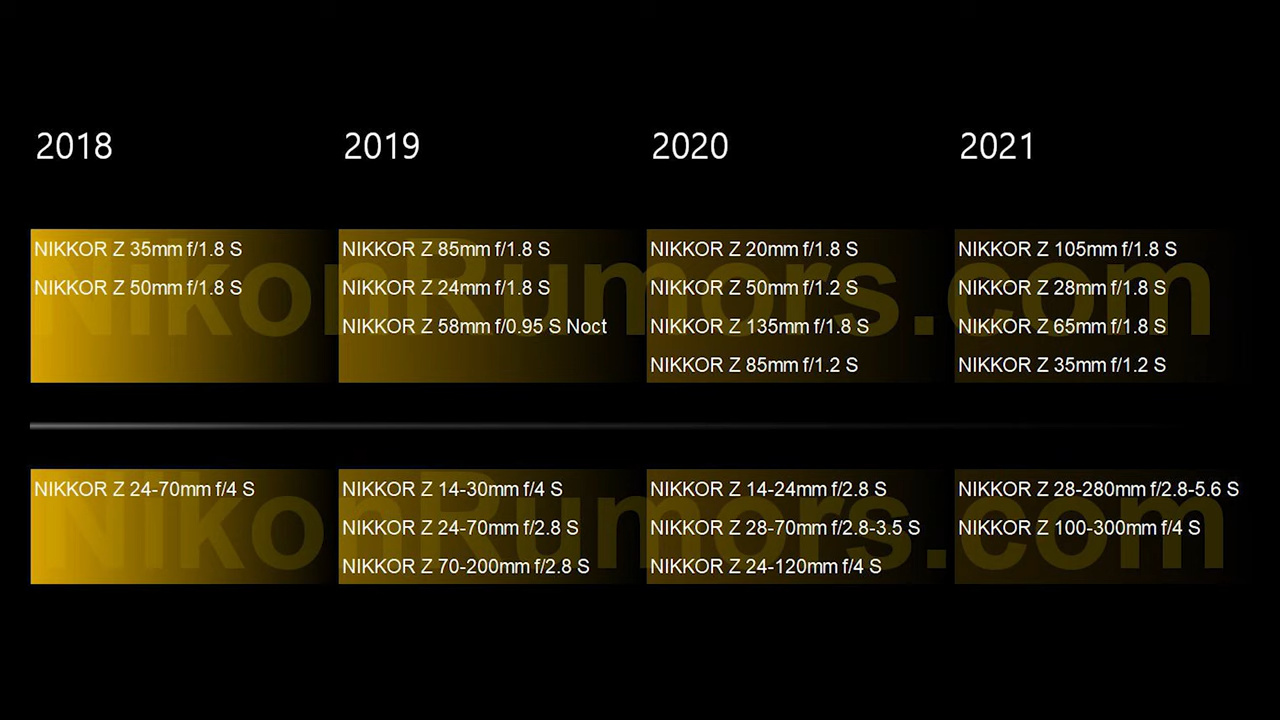 2018
2019
2020
2021
NIKKOR Z 35mm f/1.8 S
NIKKOR Z 50mm f/1.8 S
NIKKOR Z 85mm f/1.8 S
NIKKOR Z 24mm f/1.8 S
NIKKOR Z 58mm f/0.95 S Noct
NIKKOR Z 20mm f/1.8 S
NIKKOR Z 50mm f/1.2 S
NIKKOR Z 135mm f/1.8 S
NIKKOR Z 85mm f/1.2 S
NIKKOR Z 105mm f/1.8 S
NIKKOR Z 28mm f/1.8 S
NIKKOR Z 65mm f/1.8 S
NIKKOR Z 35mm f/1.2 S
NikonRumors.com
NIKKOR Z 24-70mm f/4 S
NIKKOR Z 14-30mm f/4 S
NIKKOR Z 24-70mm f/2.8 S
NIKKOR Z 70-200mm f/2.8 S
NIKKOR Z 14-24mm f/2.8 S
NIKKOR Z 28-70mm f/2.8-3.5 S
NIKKOR Z 24-120mm f/4 S
NIKKOR Z 28-280mm f/2.8-5.6 S
NIKKOR Z 100-300mm f/4 S
NikonRumors.com